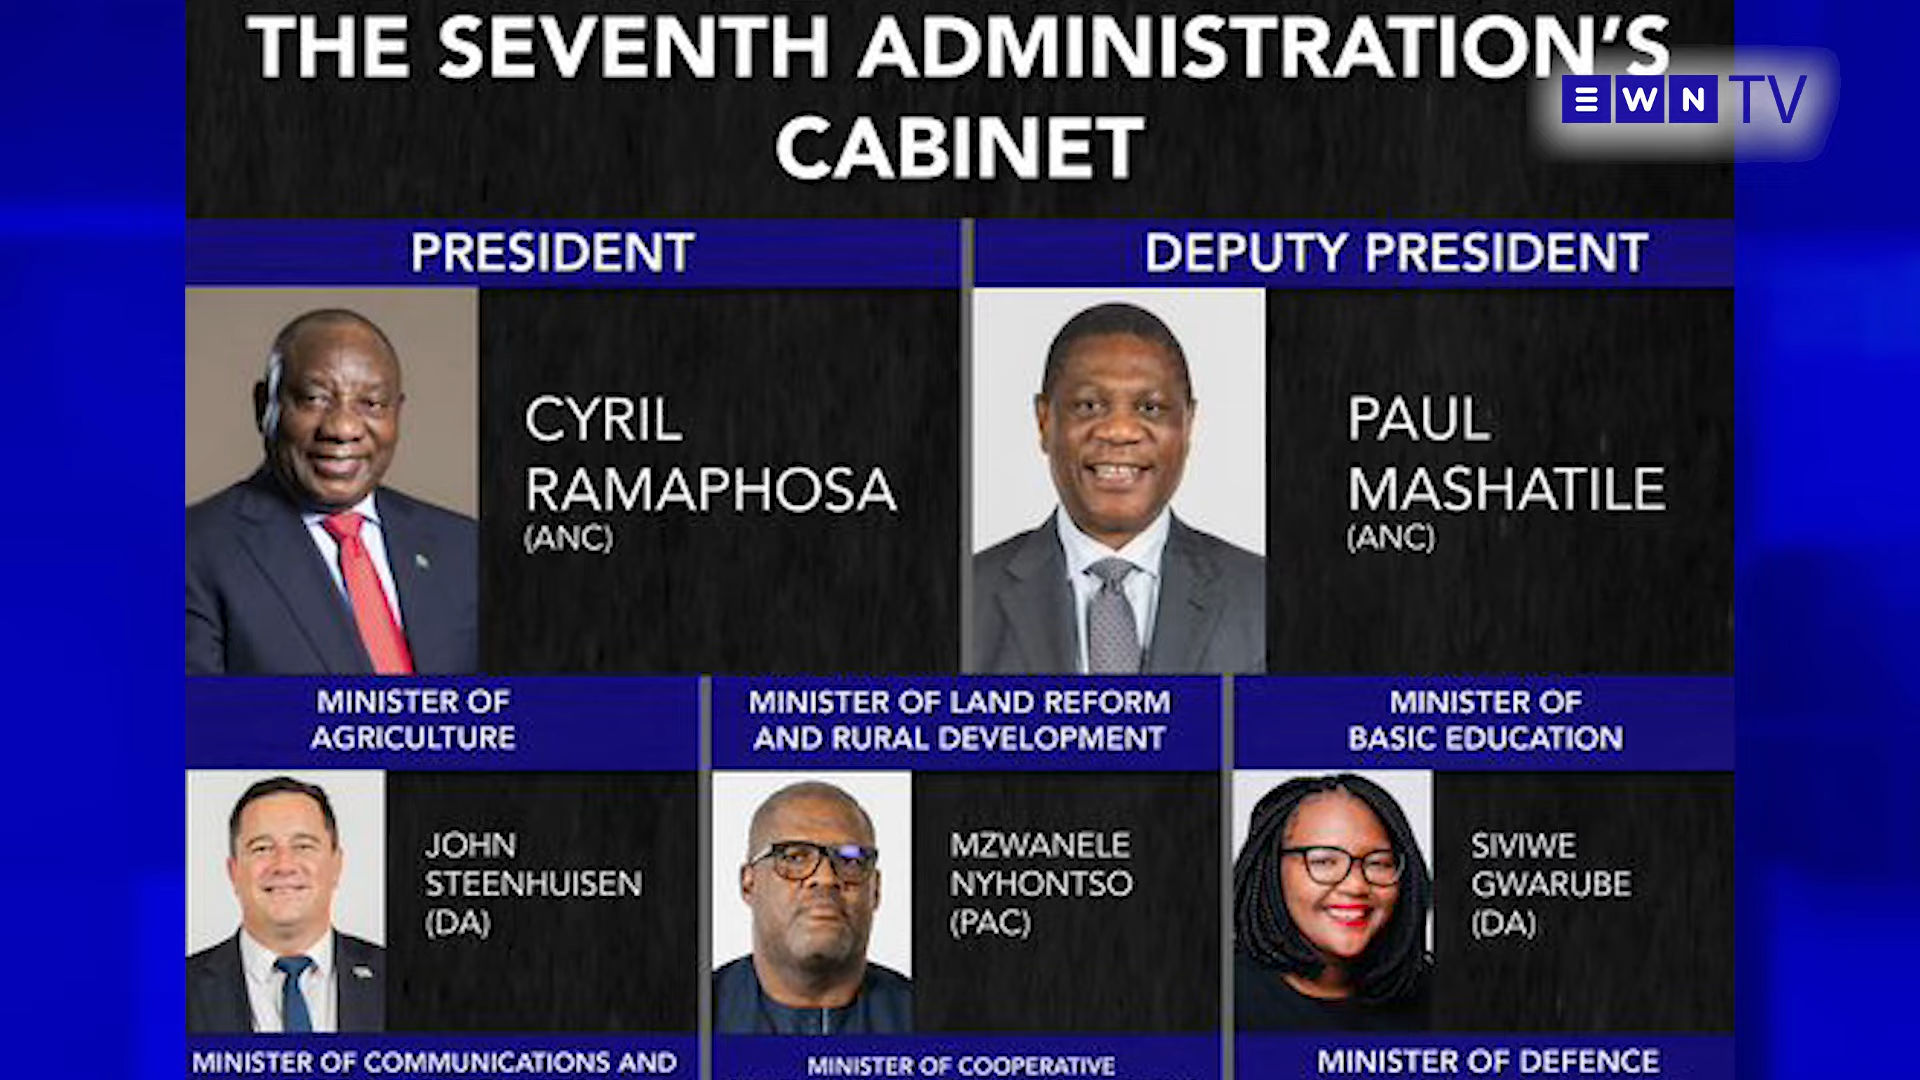 THE SEVENTH ADMINISTRATION'S
CABINET
EWN TV
PRESIDENT
DEPUTY PRESIDENT
CYRIL
RAMAPHOSA
(ANC)
PAUL
MASHATILE
(ANC)
MINISTER OF
AGRICULTURE
MINISTER OF LAND REFORM
AND RURAL DEVELOPMENT
MINISTER OF
BASIC EDUCATION
JOHN
STEENHUISEN
(DA)
MZWANELE
NYHONTSO
(PAC)
SIVIWE
GWARUBE
(DA)
MINISTER OF COMMUNICATIONS AND
MINISTER OF COOPERATIVE
MINISTER OF DEFENCE